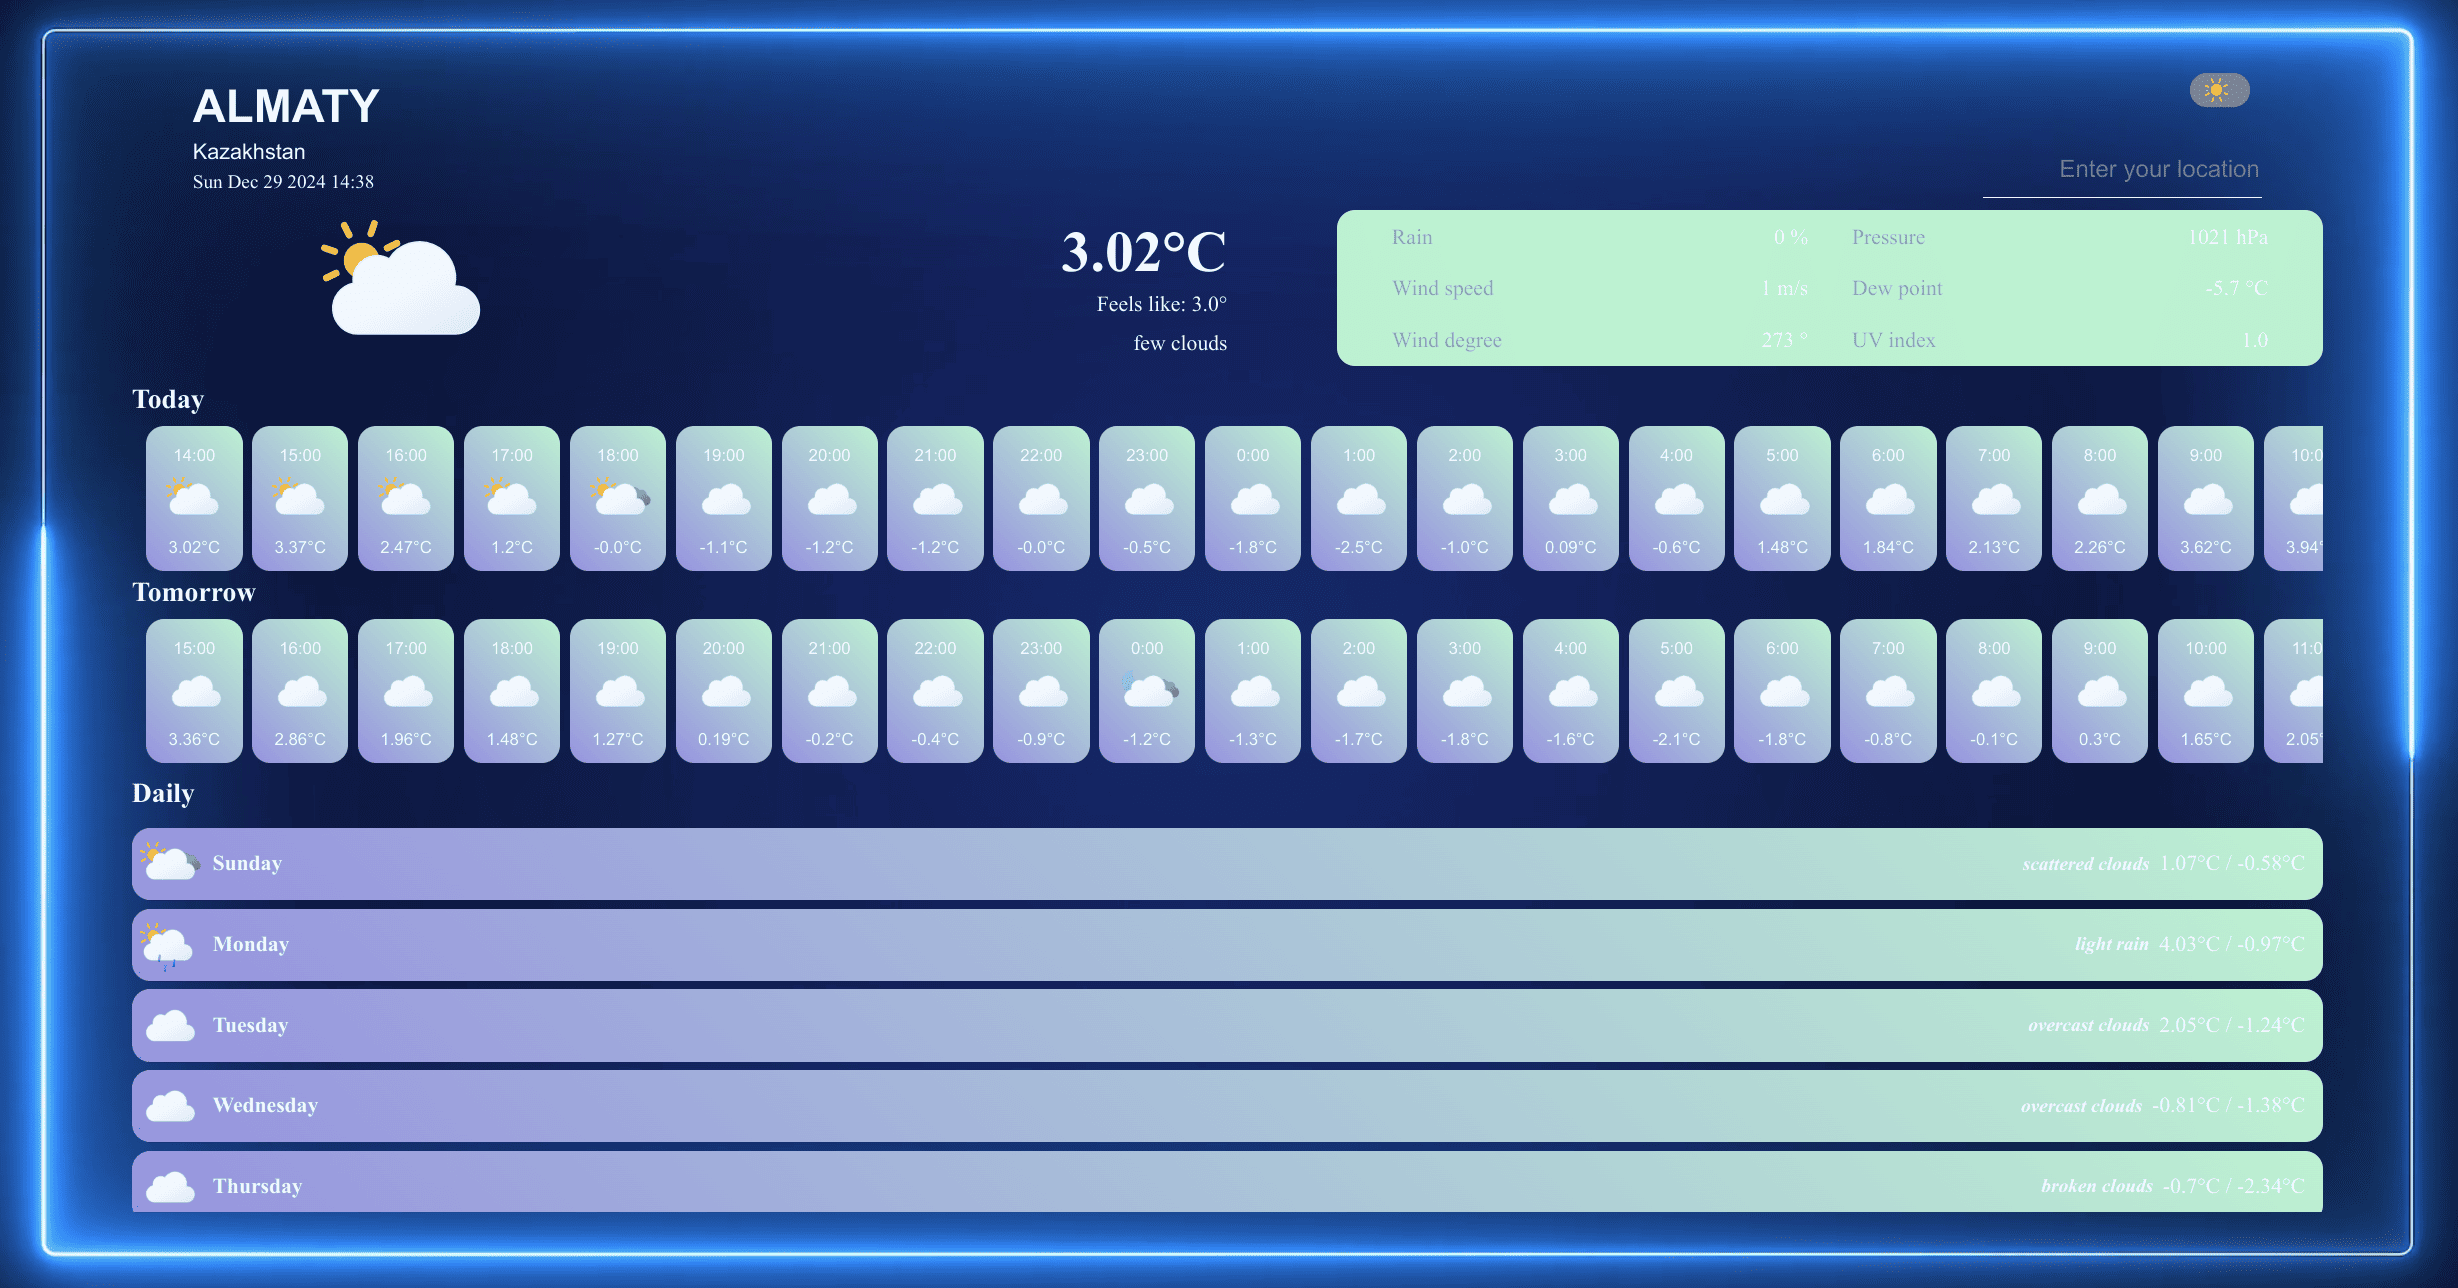 ALMATY
Kazakhstan
Sun Dec 29 2024 14:38
Enter your location
3.02°C
Feels like: 3.0°
few clouds
Rain 0 % Pressure 1021 hPa
Wind speed 1 m/s Dew point -5.7 °C
Wind degree 273 ° UV index 1.0
Today
14:00 15:00 16:00 17:00 18:00 19:00 20:00 21:00 22:00 23:00 0:00 1:00 2:00 3:00 4:00 5:00 6:00 7:00 8:00 9:00 10:0
3.02°C 3.37°C 2.47°C 1.2°C -0.0°C -1.1°C -1.2°C -1.2°C -0.0°C -0.5°C -1.8°C -2.5°C -1.0°C 0.09°C -0.6°C 1.48°C 1.84°C 2.13°C 2.26°C 3.62°C 3.94°
Tomorrow
15:00 16:00 17:00 18:00 19:00 20:00 21:00 22:00 23:00 0:00 1:00 2:00 3:00 4:00 5:00 6:00 7:00 8:00 9:00 10:00 11:0
3.36°C 2.86°C 1.96°C 1.48°C 1.27°C 0.19°C -0.2°C -0.4°C -0.9°C -1.2°C -1.3°C -1.7°C -1.8°C -1.6°C -2.1°C -1.8°C -0.8°C -0.1°C 0.3°C 1.65°C 2.05°
Daily
Sunday scattered clouds 1.07°C / -0.58°C
Monday light rain 4.03°C / -0.97°C
Tuesday overcast clouds 2.05°C / -1.24°C
Wednesday overcast clouds -0.81°C / -1.38°C
Thursday broken clouds -0.7°C / -2.34°C